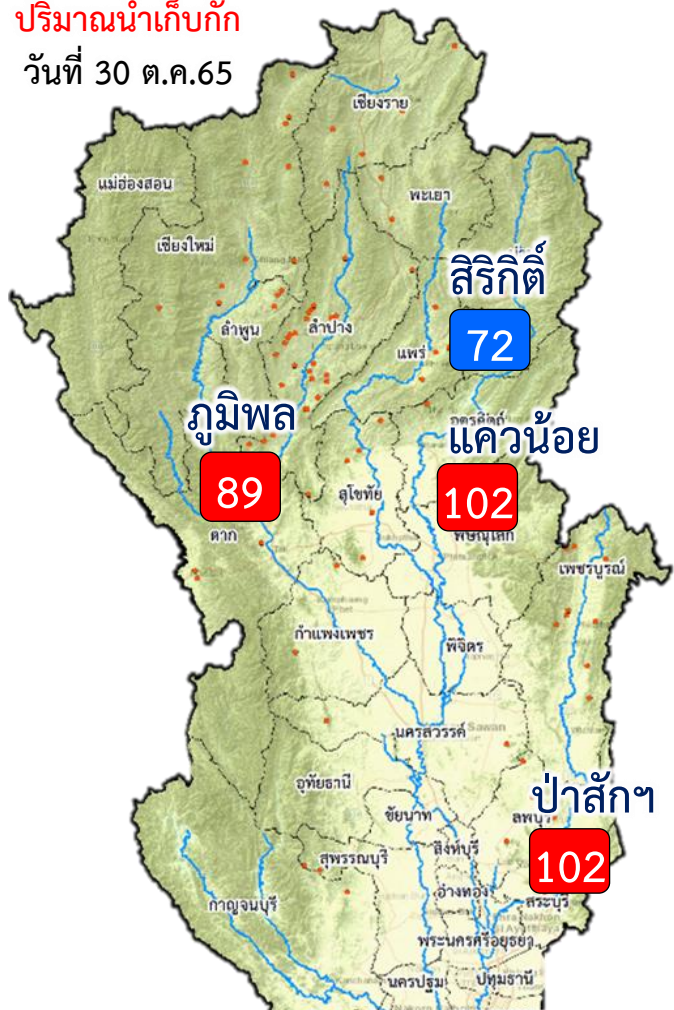 ปริมาณน้ำเก็บกัก
วันที่ 30 ต.ค.65
เชียงราย
แม่ฮ่องสอน
พะเยา
เชียงใหม่
สิริกิติ์
72
ลำพูน
ลำปาง
แพร่
ภูมิพล
89
อุตรดิตถ์
แควน้อย
102
สุโขทัย
ตาก
พิษณุโลก
เพชรบูรณ์
กำแพงเพชร
พิจิตร
นครสวรรค์
Sawan
อุทัยธานี
ป่าสักฯ
102
ชัยนาท
ลพบุรี
สิงห์บุรี
สุพรรณบุรี
อ่างทอง
สระบุรี
กาญจนบุรี
พระนครศรีอยุธยา
นครปฐม
ปทุมธานี